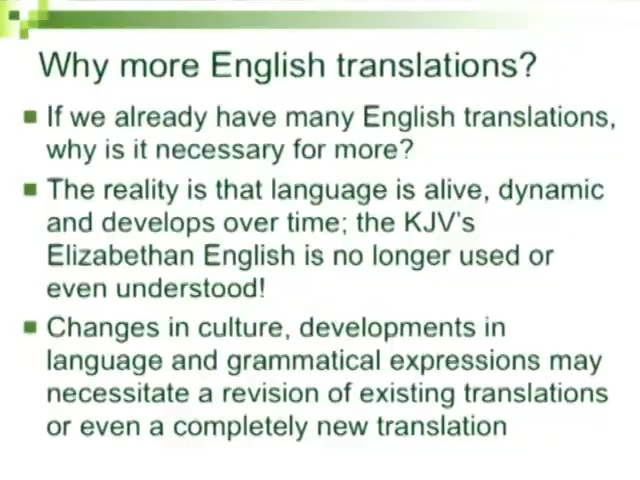 Why more English translations?
If we already have many English translations,
why is it necessary for more?
The reality is that language is alive, dynamic
and develops over time; the KJV's
Elizabethan English is no longer used or
even understood!
Changes in culture, developments in
language and grammatical expressions may
necessitate a revision of existing translations
or even a completely new translation